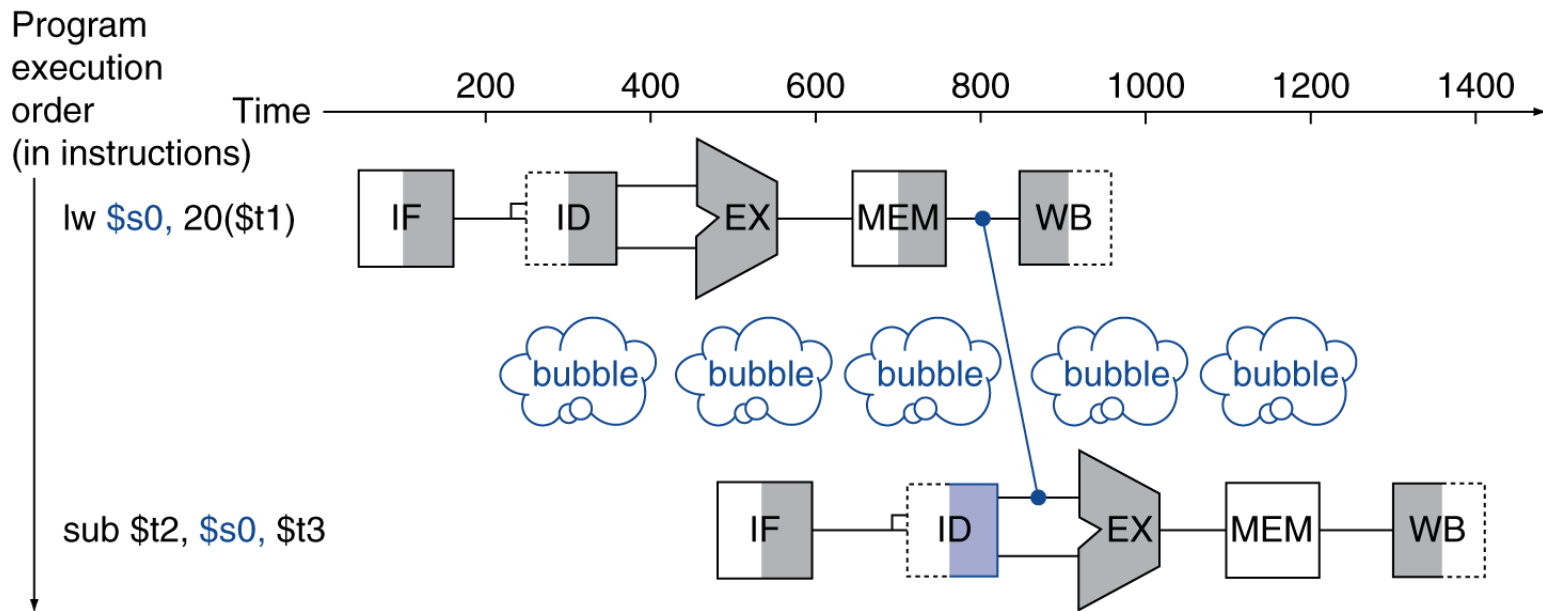 Program
execution
order
(in instructions)
Time
200 400 600 800 1000 1200 1400
lw $s0, 20($t1)
IF ID EX MEM WB
bubble bubble bubble bubble bubble
sub $t2, $s0, $t3
IF ID EX MEM WB